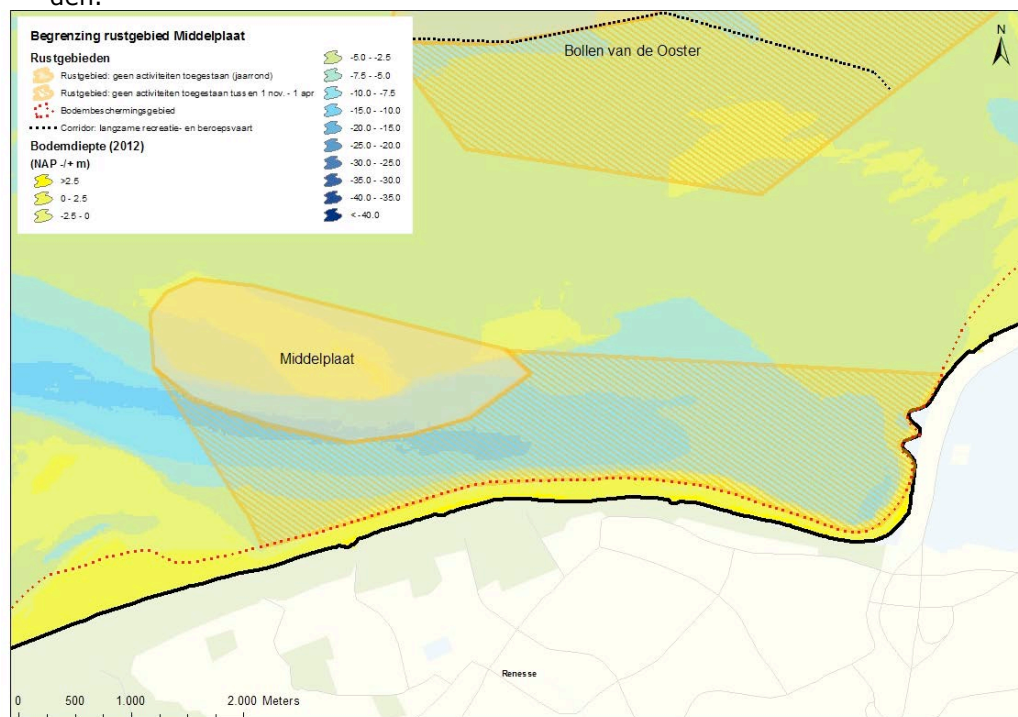 den.
Begrenzing rustgebied Middelplaat
Rustgebieden
Rustgebied: geen activiteiten toegestaan (jaarrond)
Rustgebied: geen activiteiten toegestaan tuss en 1 nov. - 1 apr
Bodembeschermingsgebied
Corridor: langzame recreatie- en beroepsvaart
Bodemdiepte (2012)
(NAP -/+ m)
>2.5
0 - 2.5
-2.5 - 0
-5.0 - -2.5
-7.5 - -5.0
-10.0 - -7.5
-15.0 - -10.0
-20.0 - -15.0
-25.0 - -20.0
-30.0 - -25.0
-35.0 - -30.0
-40.0 - -35.0
< -40.0
Bollen van de Ooster
N
Middelplaat
Renesse
0 500 1.000 2.000 Meters